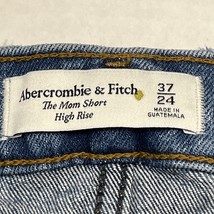 Abercrombie & Fitch
The Mom Short
High Rise
37
24
MADE IN
GUATEMALA